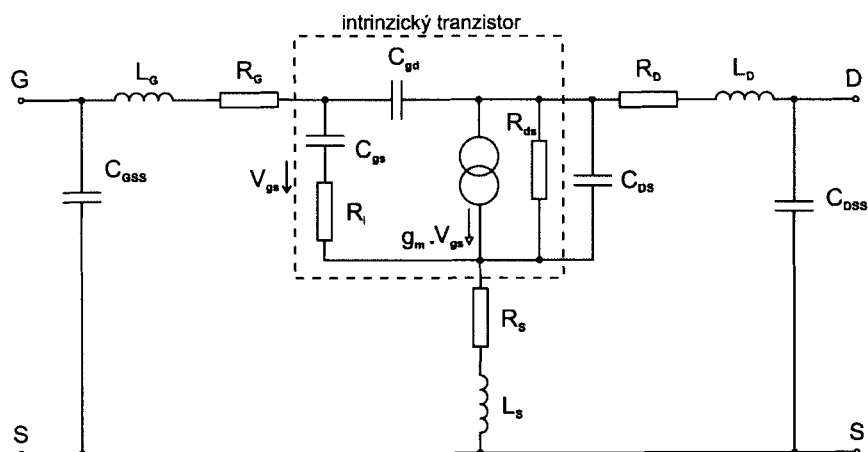 intrinzický tranzistor
G
L_G
R_G
C_gd
R_D
L_D
D
C_gs
R_ds
C_GSS
V_gs
R_i
g_m.V_gs
C_DS
C_DSS
R_S
L_S
S
S